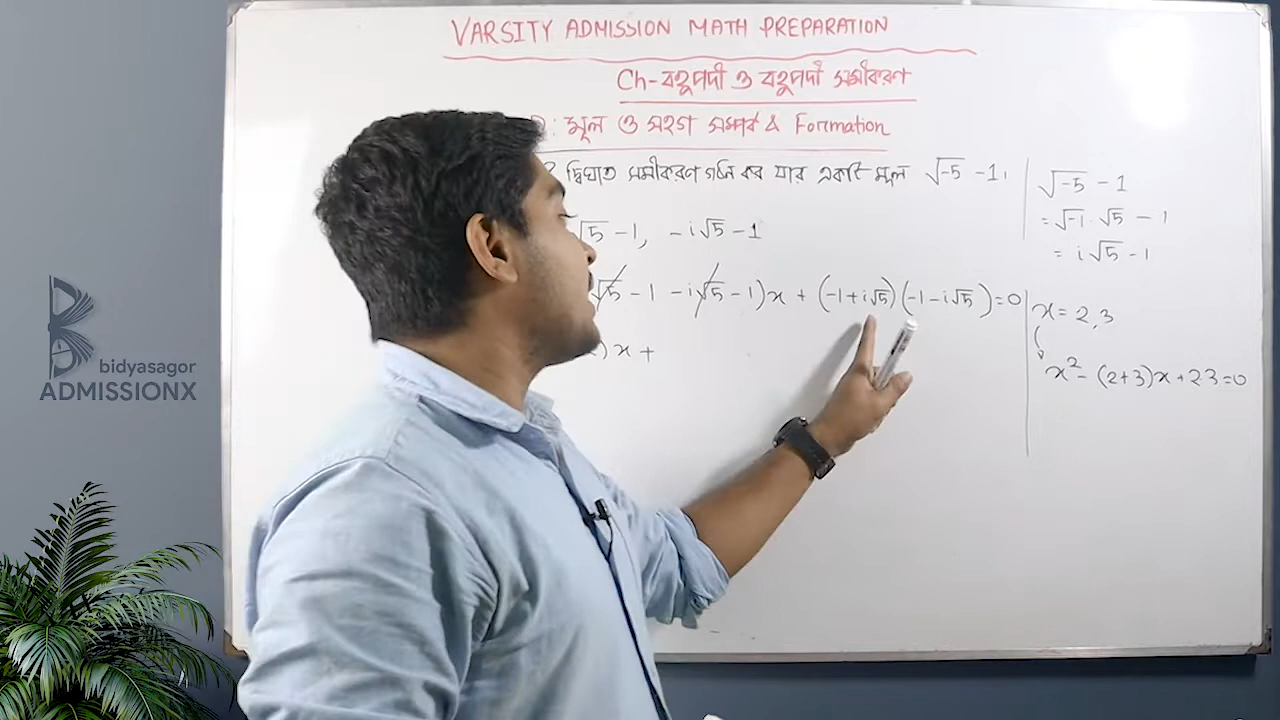 VARSITY ADMISSION MATH PREPARATION
Ch-বহুপদী ও বহুপদী সমীকরণ
: মূল ও সহগ সম্পর্ক & Formation
দ্বিঘাত সমীকরণ গঠন কর যার একটি মূল √-5 -1।
√5 -1, -i√5 -1
√5 -1 -i√5 -1)x + (-1+i√5)(-1-i√5)=0
)x +
√-5 -1
= √-1 · √5 -1
= i√5 -1
x = 2,3
x² - (2+3)x + 2.3=0
bidyasagor
ADMISSIONX